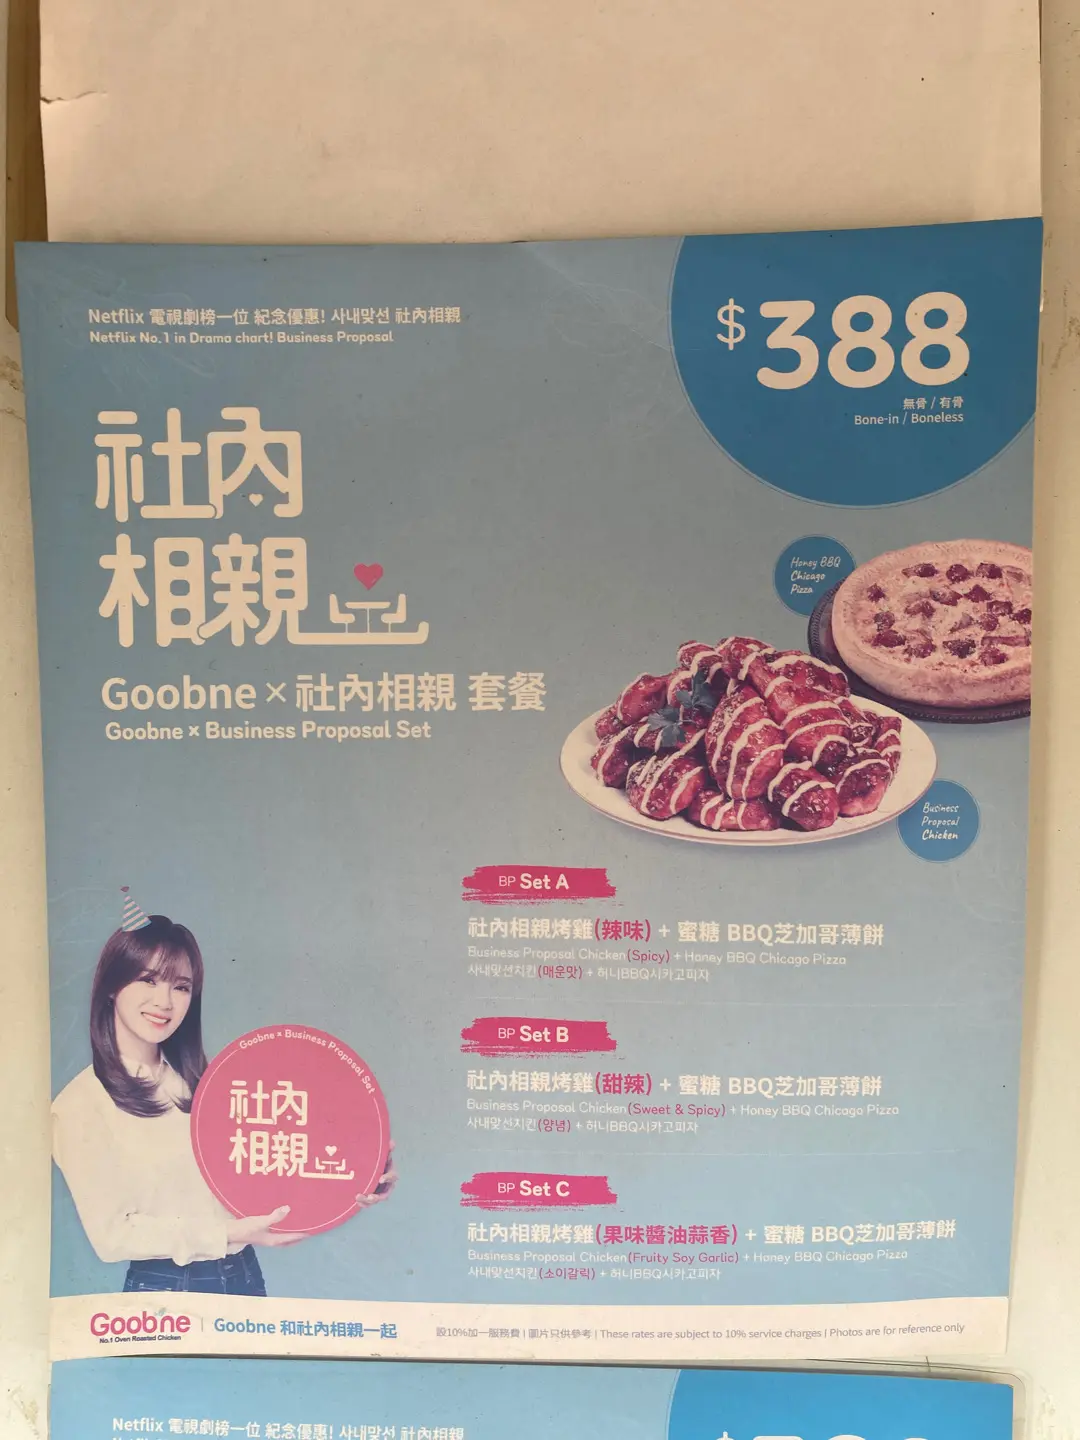 Netflix 電視劇榜一位 紀念優惠! 사내맞선 社內相親
Netflix No.1 in Drama chart! Business Proposal
$388
無骨 / 有骨
Bone-in / Boneless
社內
相親
Goobne × 社內相親 套餐
Goobne × Business Proposal Set
Honey BBQ
Chicago
Pizza
Business
Proposal
Chicken
BP Set A
社內相親烤雞(辣味) + 蜜糖 BBQ芝加哥薄餅
Business Proposal Chicken(Spicy) + Honey BBQ Chicago Pizza
사내맞선치킨(매운맛) + 허니BBQ시카고피자
BP Set B
社內相親烤雞(甜辣) + 蜜糖 BBQ芝加哥薄餅
Business Proposal Chicken(Sweet & Spicy) + Honey BBQ Chicago Pizza
사내맞선치킨(양념) + 허니BBQ시카고피자
BP Set C
社內相親烤雞(果味醬油蒜香) + 蜜糖 BBQ芝加哥薄餅
Business Proposal Chicken(Fruity Soy Garlic) + Honey BBQ Chicago Pizza
사내맞선치킨(소이갈릭) + 허니BBQ시카고피자
Goobne × Business Proposal Set
社內
相親
Goobne
No.1 Oven Roasted Chicken
Goobne 和社內相親一起
設10%加一服務費 | 圖片只供參考 | These rates are subject to 10% service charges | Photos are for reference only
Netflix 電視劇榜一位 紀念優惠! 사내맞선 社內相親